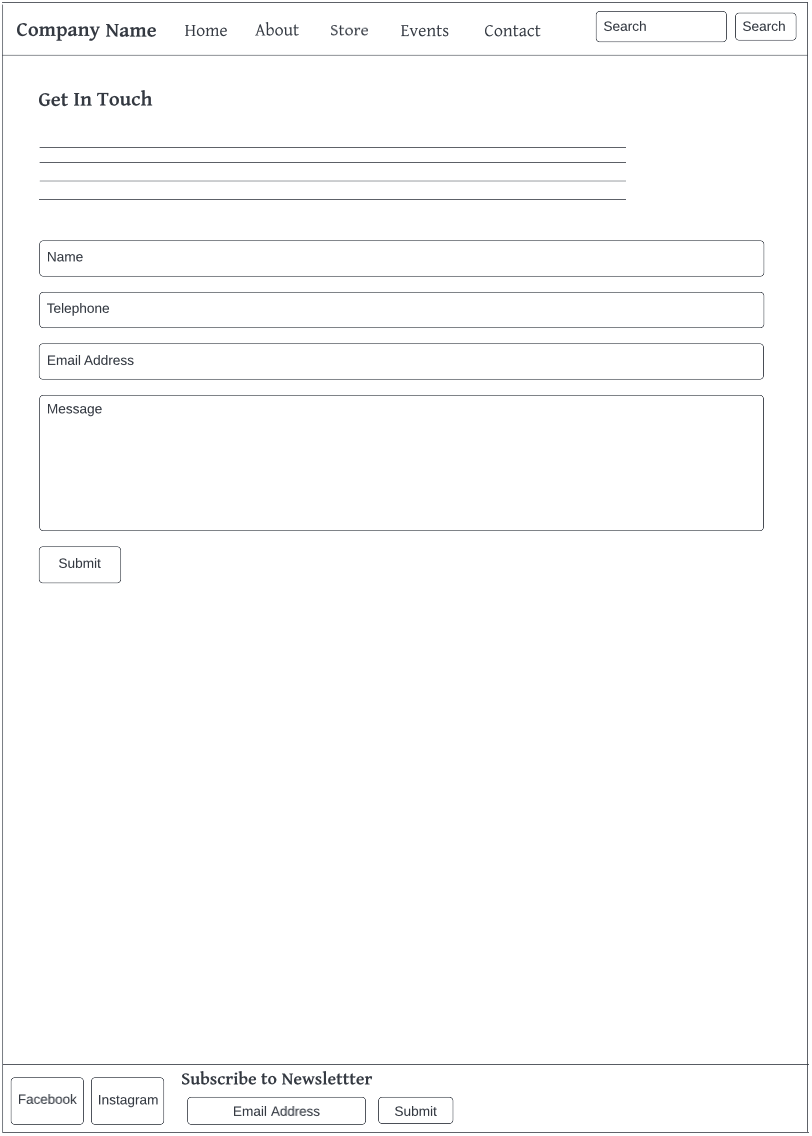 Company Name Home About Store Events Contact Search Search
Get In Touch
Name
Telephone
Email Address
Message
Submit
Subscribe to Newslettter
Facebook Instagram
Email Address Submit